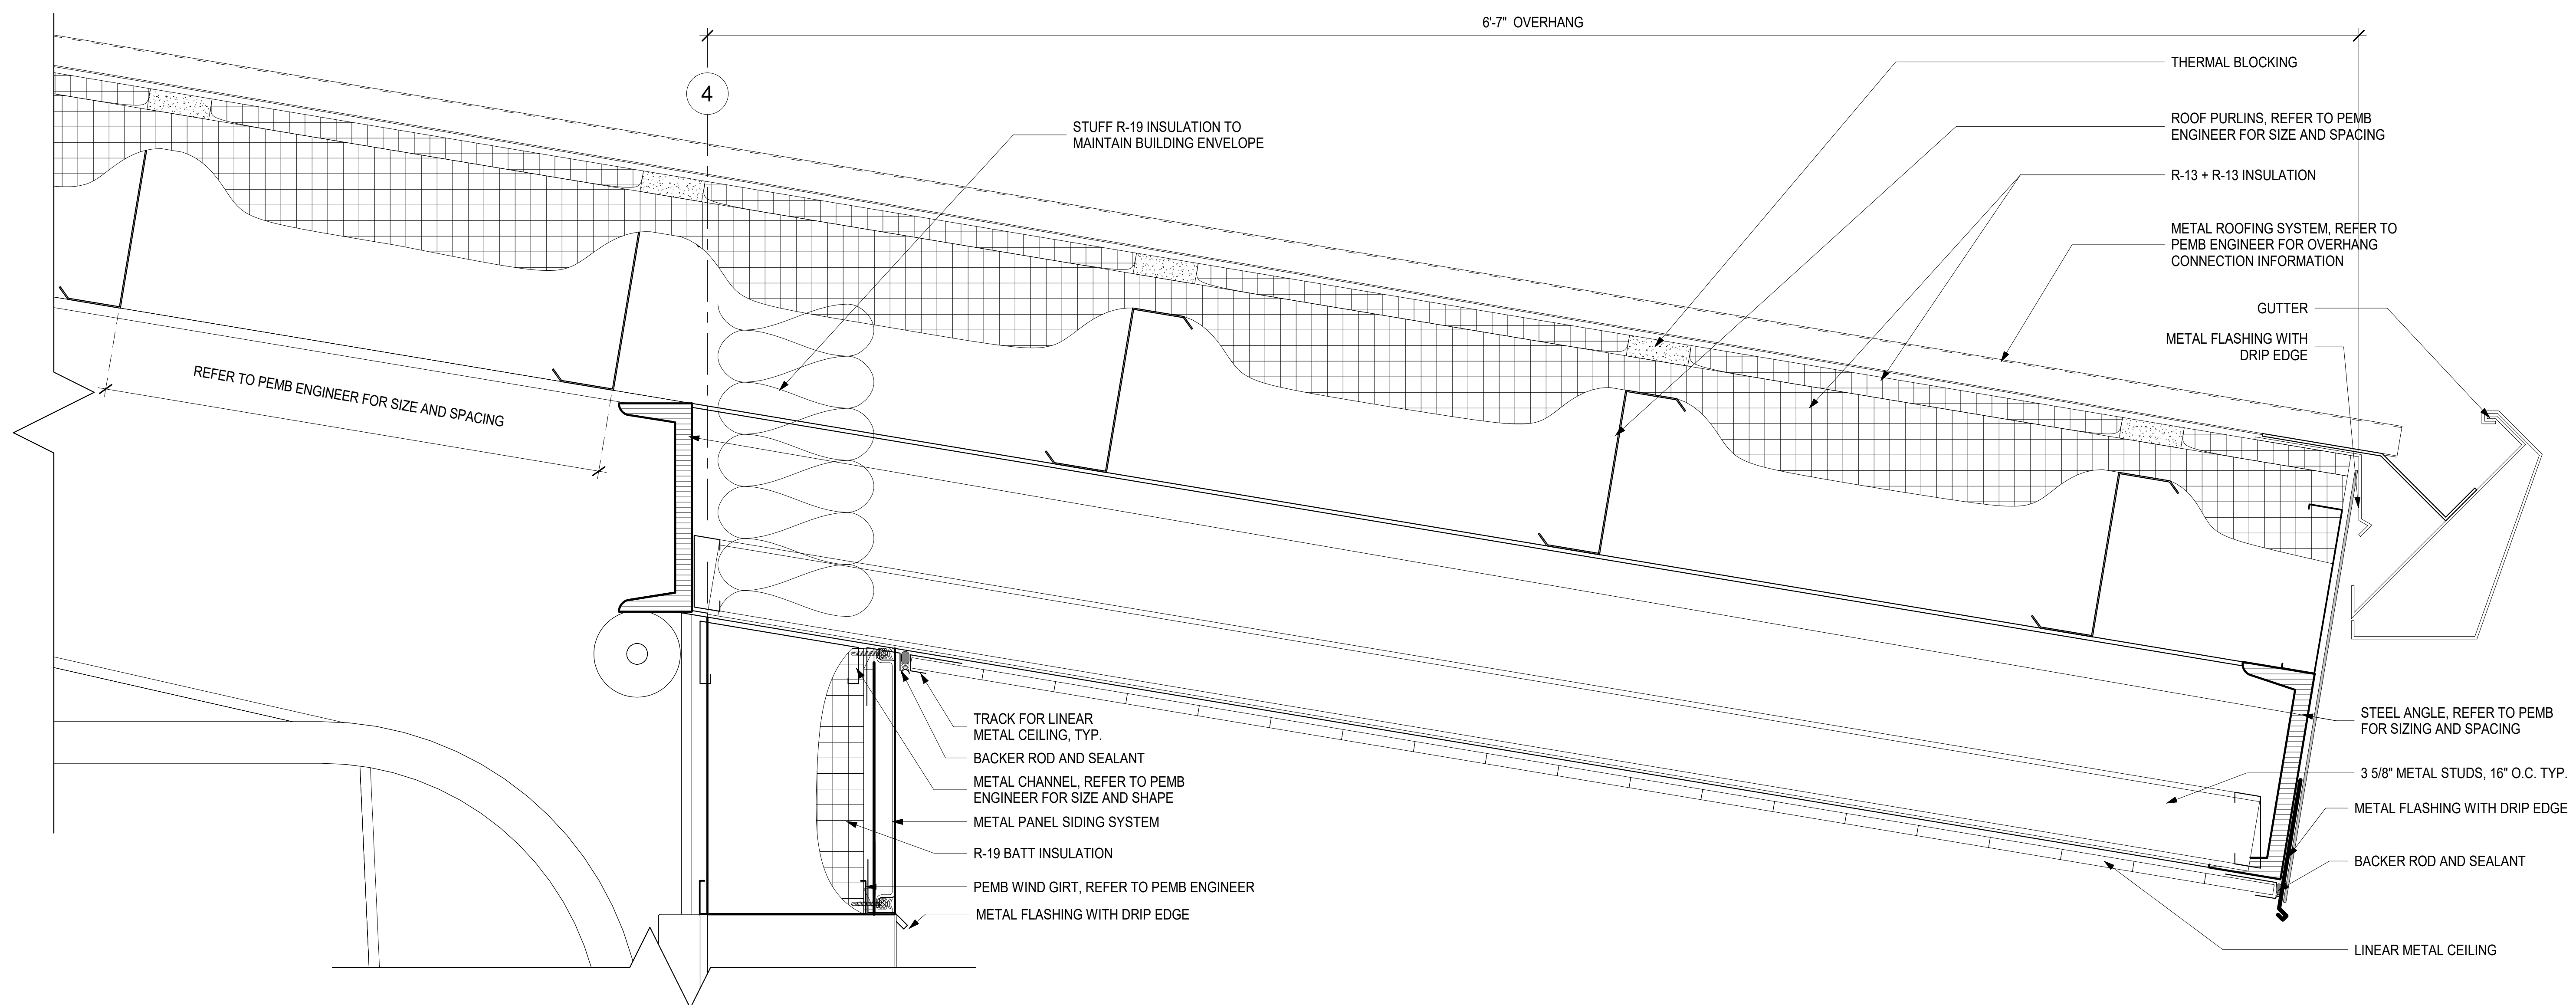 6'-7" OVERHANG
4
THERMAL BLOCKING
ROOF PURLINS, REFER TO PEMB
ENGINEER FOR SIZE AND SPACING
STUFF R-19 INSULATION TO
MAINTAIN BUILDING ENVELOPE
R-13 + R-13 INSULATION
METAL ROOFING SYSTEM, REFER TO
PEMB ENGINEER FOR OVERHANG
CONNECTION INFORMATION
GUTTER
METAL FLASHING WITH
DRIP EDGE
REFER TO PEMB ENGINEER FOR SIZE AND SPACING
TRACK FOR LINEAR
METAL CEILING, TYP.
BACKER ROD AND SEALANT
METAL CHANNEL, REFER TO PEMB
ENGINEER FOR SIZE AND SHAPE
METAL PANEL SIDING SYSTEM
R-19 BATT INSULATION
PEMB WIND GIRT, REFER TO PEMB ENGINEER
METAL FLASHING WITH DRIP EDGE
STEEL ANGLE, REFER TO PEMB
FOR SIZING AND SPACING
3 5/8" METAL STUDS, 16" O.C. TYP.
METAL FLASHING WITH DRIP EDGE
BACKER ROD AND SEALANT
LINEAR METAL CEILING